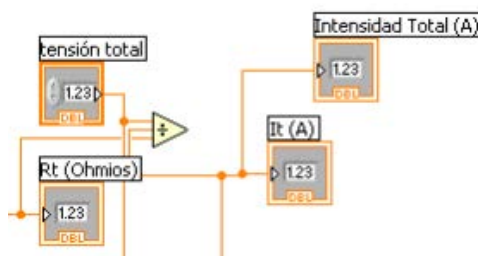 Intensidad Total (A)
1.23
DBL
tensión total
1.23
DBL
÷
It (A)
1.23
DBL
Rt (Ohmios)
1.23
DBL